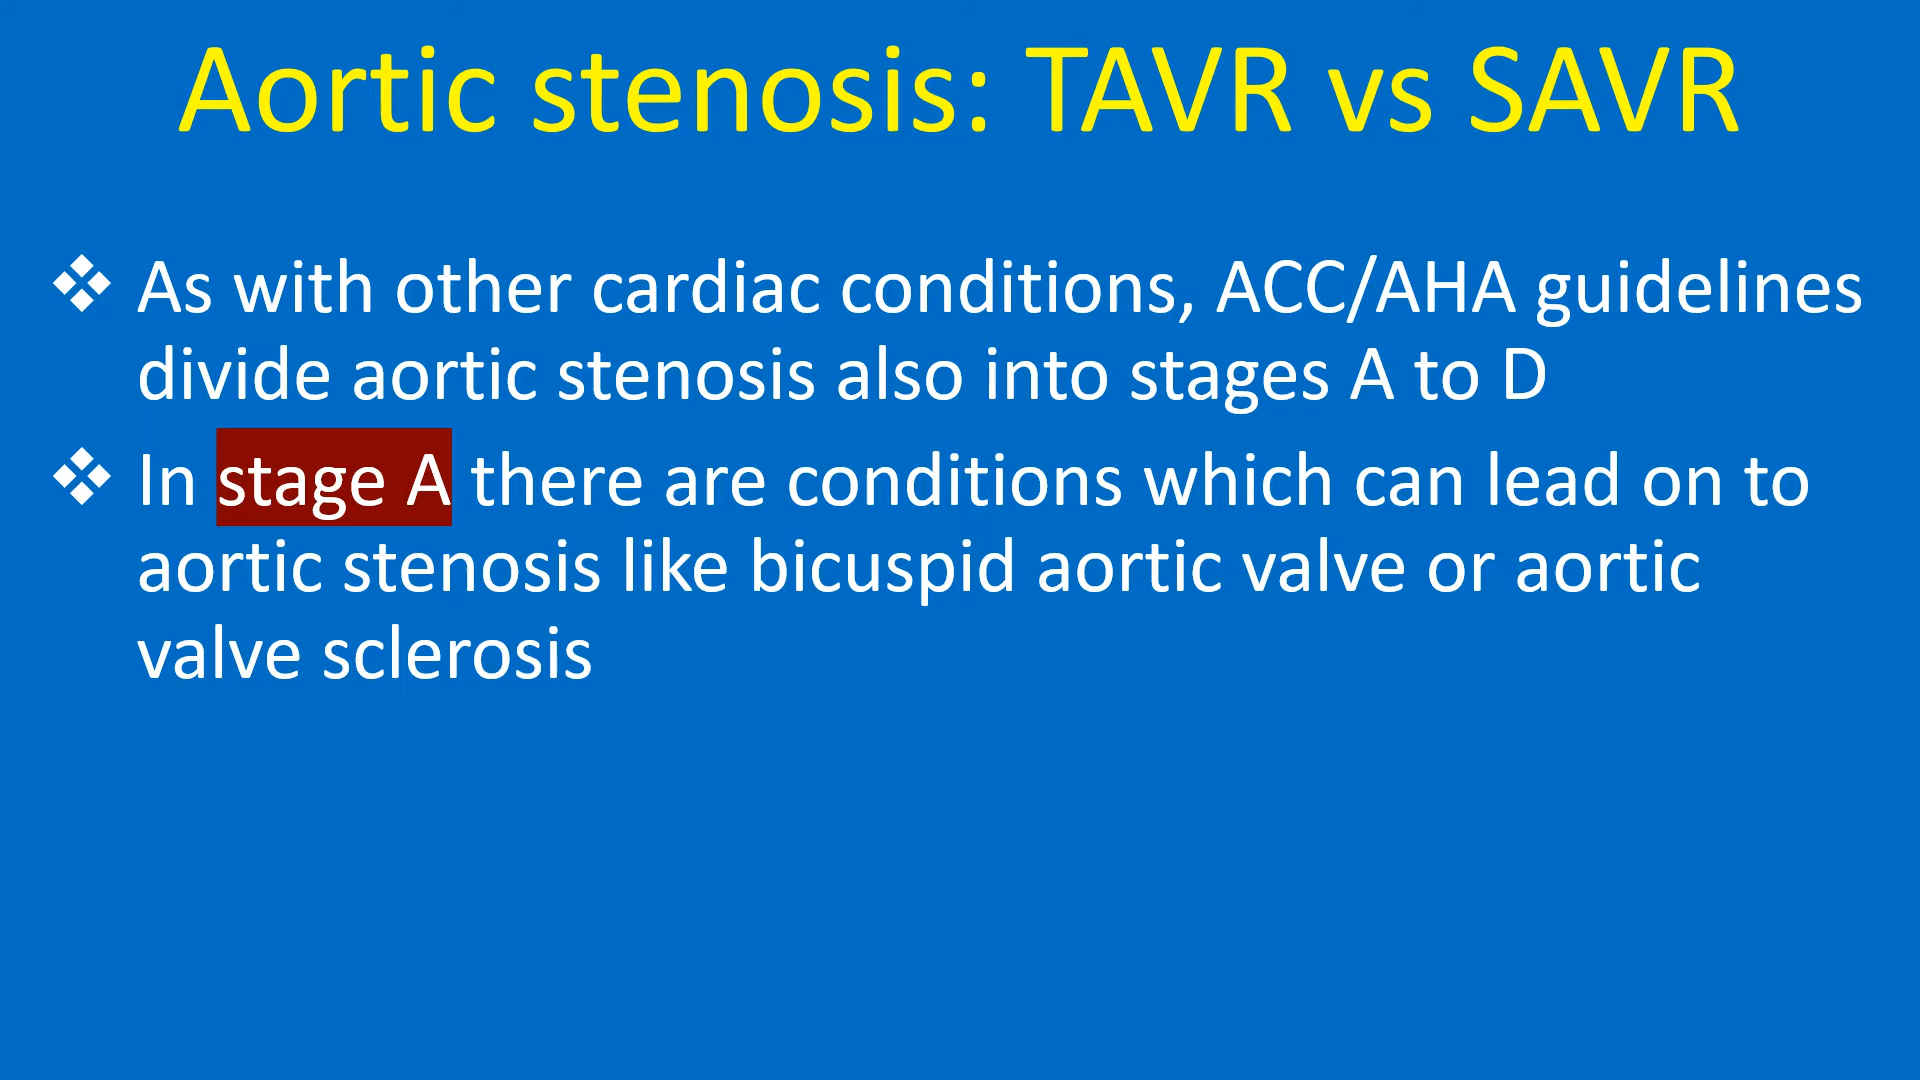 Aortic stenosis: TAVR vs SAVR
❖ As with other cardiac conditions, ACC/AHA guidelines
divide aortic stenosis also into stages A to D
❖ In stage A there are conditions which can lead on to
aortic stenosis like bicuspid aortic valve or aortic
valve sclerosis